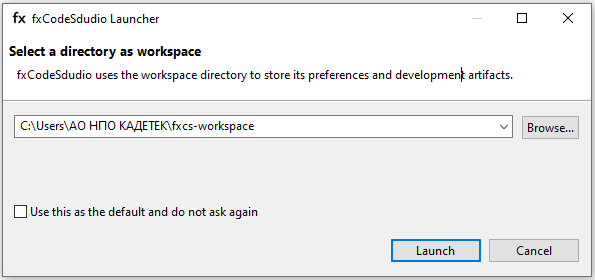 fx fxCodeSdudio Launcher
Select a directory as workspace
fxCodeSdudio uses the workspace directory to store its preferences and development artifacts.
C:\Users\АО НПО КАДЕТЕК\fxcs-workspace
Browse...
Use this as the default and do not ask again
Launch
Cancel